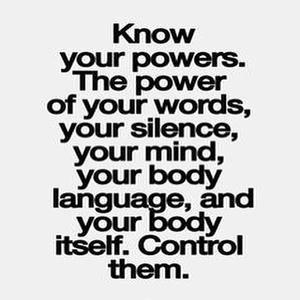 Know
your powers.
The power
of your words,
your silence,
your mind,
your body
language, and
your body
itself. Control
them.